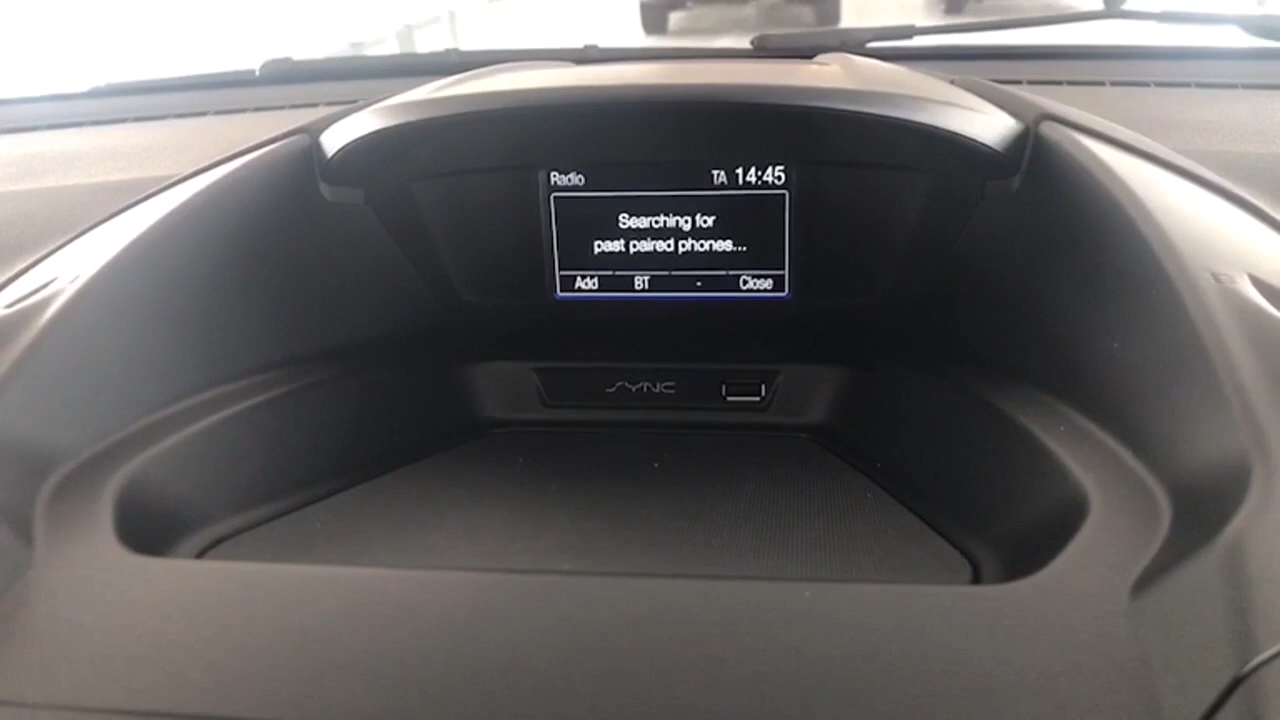 Radio TA 14:45
Searching for
past paired phones...
Add BT - Close
SYNC